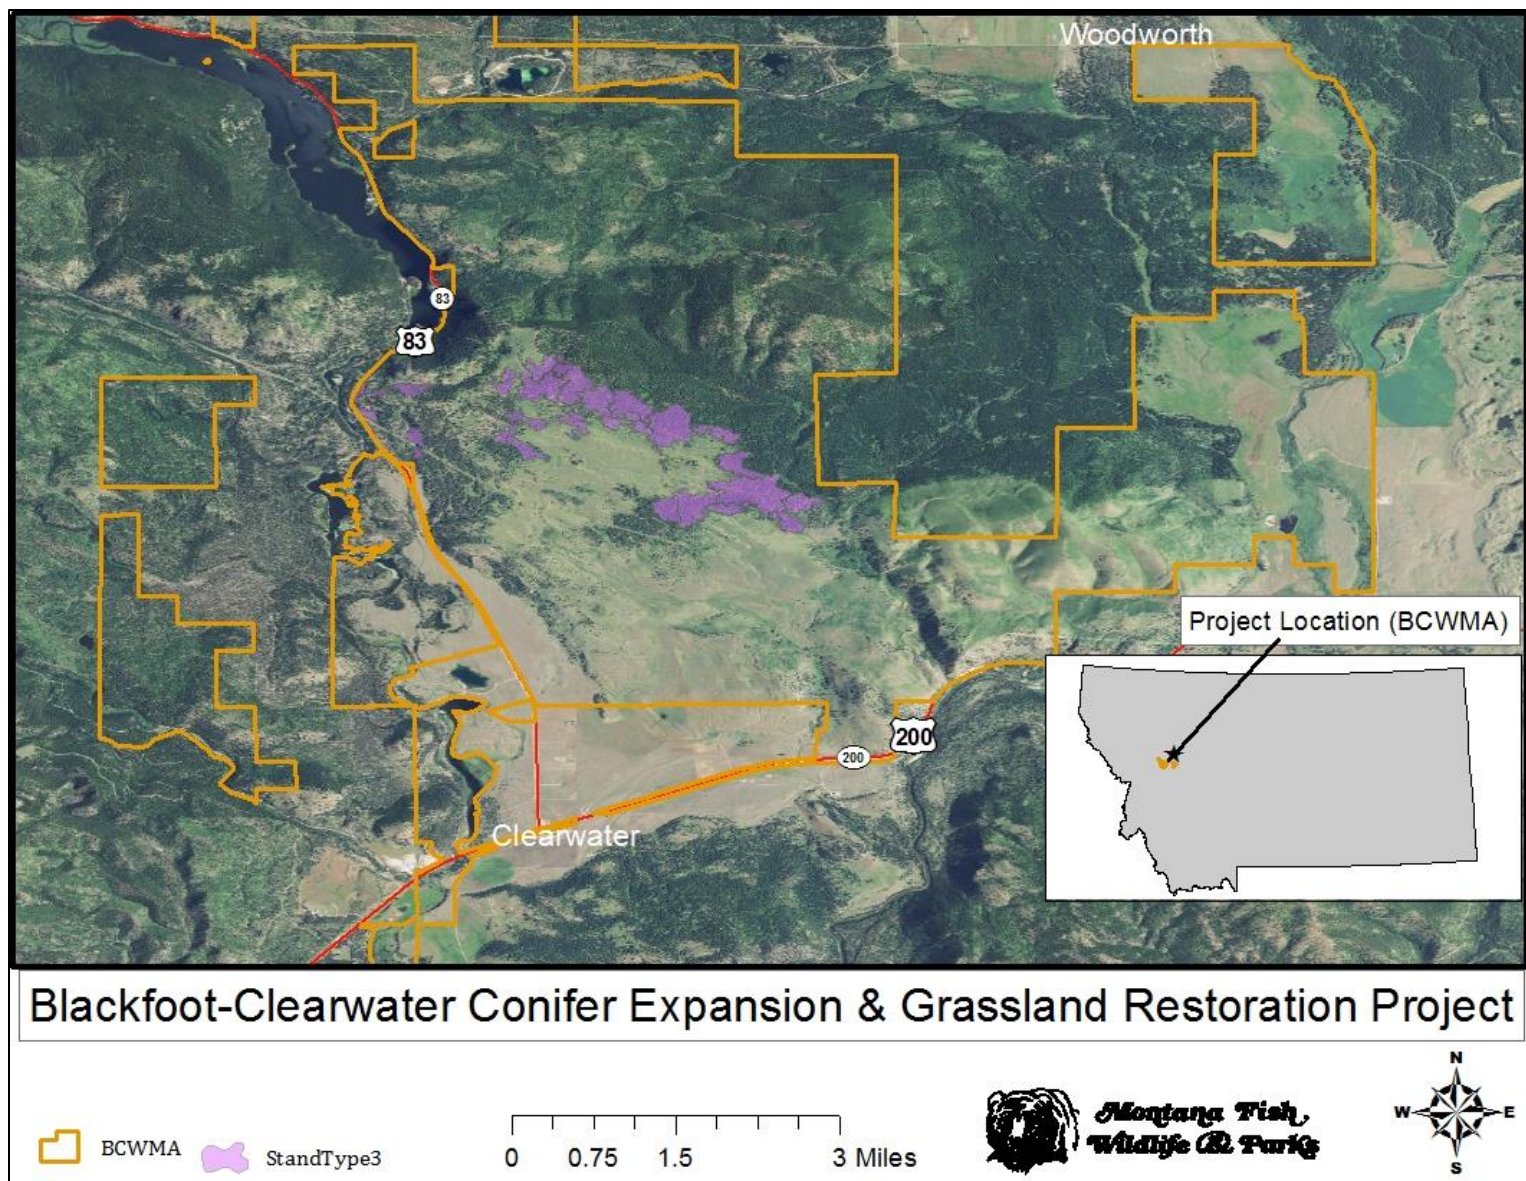 Woodworth
83
83
Project Location (BCWMA)
200
200
Clearwater
Blackfoot-Clearwater Conifer Expansion & Grassland Restoration Project
BCWMA
StandType3
0 0.75 1.5 3 Miles
Montana Fish,
Wildlife & Parks
N
W E
S